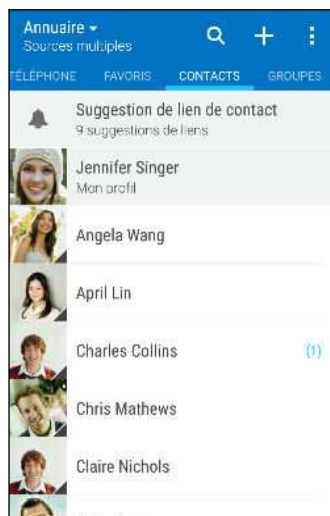 Annuaire
Sources multiples
TÉLÉPHONE FAVORIS CONTACTS GROUPES
Suggestion de lien de contact
9 suggestions de liens
Jennifer Singer
Mon profil
Angela Wang
April Lin
Charles Collins (1)
Chris Mathews
Claire Nichols